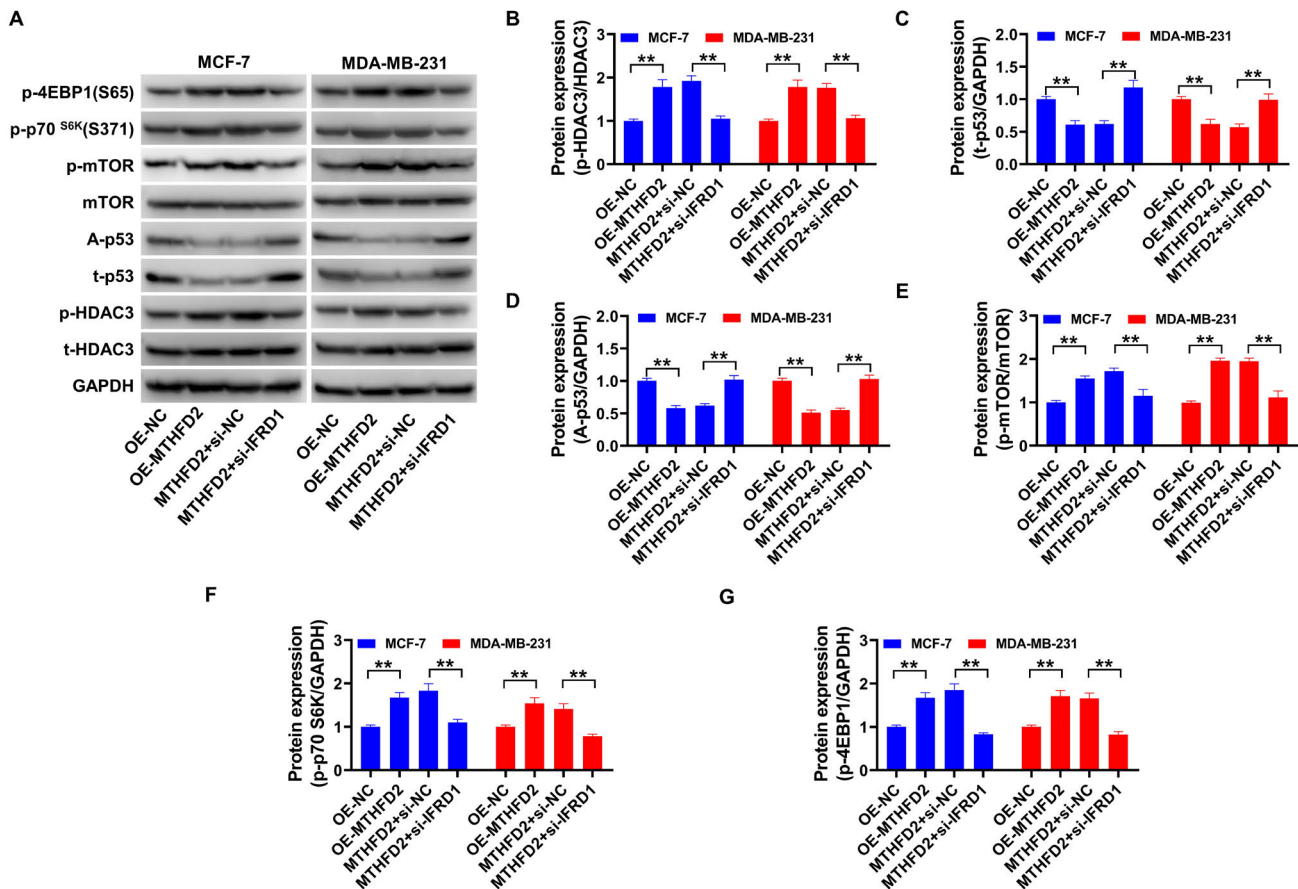 A
MCF-7 MDA-MB-231
p-4EBP1(S65)
p-p70 S6K(S371)
p-mTOR
mTOR
A-p53
t-p53
p-HDAC3
t-HDAC3
GAPDH
OE-NC
OE-MTHFD2
MTHFD2+si-NC
MTHFD2+si-IFRD1
OE-NC
OE-MTHFD2
MTHFD2+si-NC
MTHFD2+si-IFRD1
B
Protein expression
(p-HDAC3/HDAC3)
MCF-7 MDA-MB-231
3
2
1
0
** ** ** **
OE-NC
OE-MTHFD2
MTHFD2+si-NC
MTHFD2+si-IFRD1
OE-NC
OE-MTHFD2
MTHFD2+si-NC
MTHFD2+si-IFRD1
C
Protein expression
(t-p53/GAPDH)
MCF-7 MDA-MB-231
2.0
1.5
1.0
0.5
0.0
** ** ** **
OE-NC
OE-MTHFD2
MTHFD2+si-NC
MTHFD2+si-IFRD1
OE-NC
OE-MTHFD2
MTHFD2+si-NC
MTHFD2+si-IFRD1
D
Protein expression
(A-p53/GAPDH)
MCF-7 MDA-MB-231
2.0
1.5
1.0
0.5
0.0
** ** ** **
OE-NC
OE-MTHFD2
MTHFD2+si-NC
MTHFD2+si-IFRD1
OE-NC
OE-MTHFD2
MTHFD2+si-NC
MTHFD2+si-IFRD1
E
Protein expression
(p-mTOR/mTOR)
MCF-7 MDA-MB-231
3
2
1
0
** ** ** **
OE-NC
OE-MTHFD2
MTHFD2+si-NC
MTHFD2+si-IFRD1
OE-NC
OE-MTHFD2
MTHFD2+si-NC
MTHFD2+si-IFRD1
F
Protein expression
(p-p70 S6K/GAPDH)
MCF-7 MDA-MB-231
3
2
1
0
** ** ** **
OE-NC
OE-MTHFD2
MTHFD2+si-NC
MTHFD2+si-IFRD1
OE-NC
OE-MTHFD2
MTHFD2+si-NC
MTHFD2+si-IFRD1
G
Protein expression
(p-4EBP1/GAPDH)
MCF-7 MDA-MB-231
3
2
1
0
** ** ** **
OE-NC
OE-MTHFD2
MTHFD2+si-NC
MTHFD2+si-IFRD1
OE-NC
OE-MTHFD2
MTHFD2+si-NC
MTHFD2+si-IFRD1